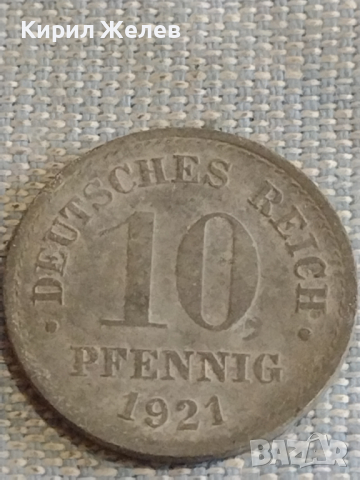 Кирил Желев
· DEUTSCHES REICH ·
10
PFENNIG
1921
BAZAR